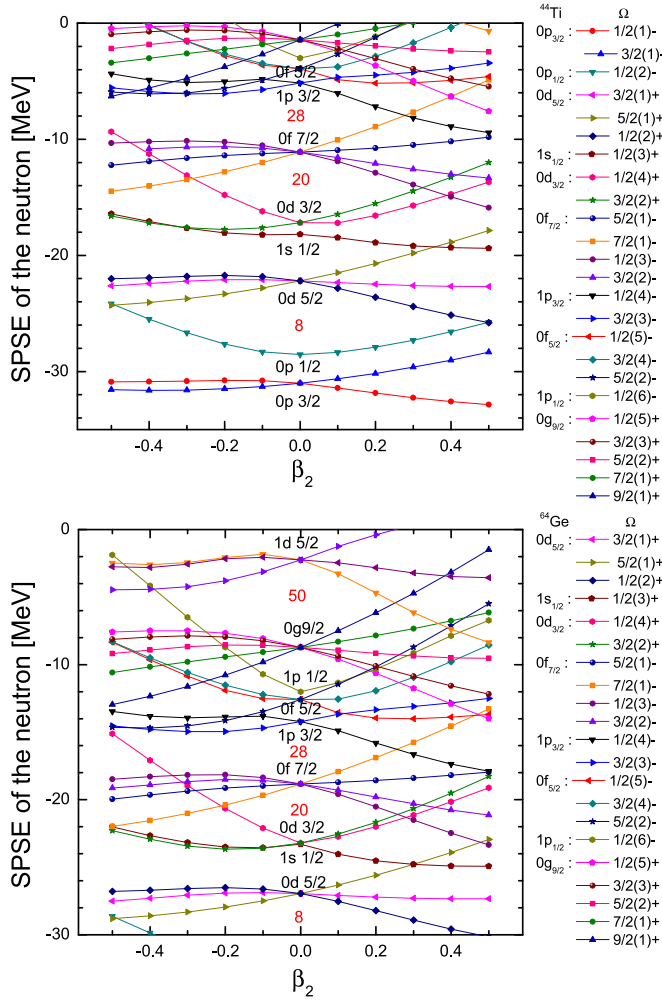 ⁴⁴Ti Ω
0p3/2 : 1/2(1)-
3/2(1)-
0p1/2 : 1/2(2)-
0d5/2 : 3/2(1)+
5/2(1)+
1/2(2)+
1s1/2 : 1/2(3)+
0d3/2 : 1/2(4)+
3/2(2)+
0f7/2 : 5/2(1)-
7/2(1)-
1/2(3)-
3/2(2)-
1p3/2 : 1/2(4)-
3/2(3)-
0f5/2 : 1/2(5)-
3/2(4)-
5/2(2)-
1p1/2 : 1/2(6)-
0g9/2 : 1/2(5)+
3/2(3)+
5/2(2)+
7/2(1)+
9/2(1)+
SPSE of the neutron [MeV]
0
-10
-20
-30
0f 5/2
1p 3/2
28
0f 7/2
20
0d 3/2
1s 1/2
0d 5/2
8
0p 1/2
0p 3/2
-0.4 -0.2 0.0 0.2 0.4
β2
⁶⁴Ge Ω
0d5/2 : 3/2(1)+
5/2(1)+
1/2(2)+
1s1/2 : 1/2(3)+
0d3/2 : 1/2(4)+
3/2(2)+
0f7/2 : 5/2(1)-
7/2(1)-
1/2(3)-
3/2(2)-
1p3/2 : 1/2(4)-
3/2(3)-
0f5/2 : 1/2(5)-
3/2(4)-
5/2(2)-
1p1/2 : 1/2(6)-
0g9/2 : 1/2(5)+
3/2(3)+
5/2(2)+
7/2(1)+
9/2(1)+
SPSE of the neutron [MeV]
0
-10
-20
-30
1d 5/2
50
0g9/2
1p 1/2
0f 5/2
1p 3/2
28
0f 7/2
20
0d 3/2
1s 1/2
0d 5/2
8
-0.4 -0.2 0.0 0.2 0.4
β2